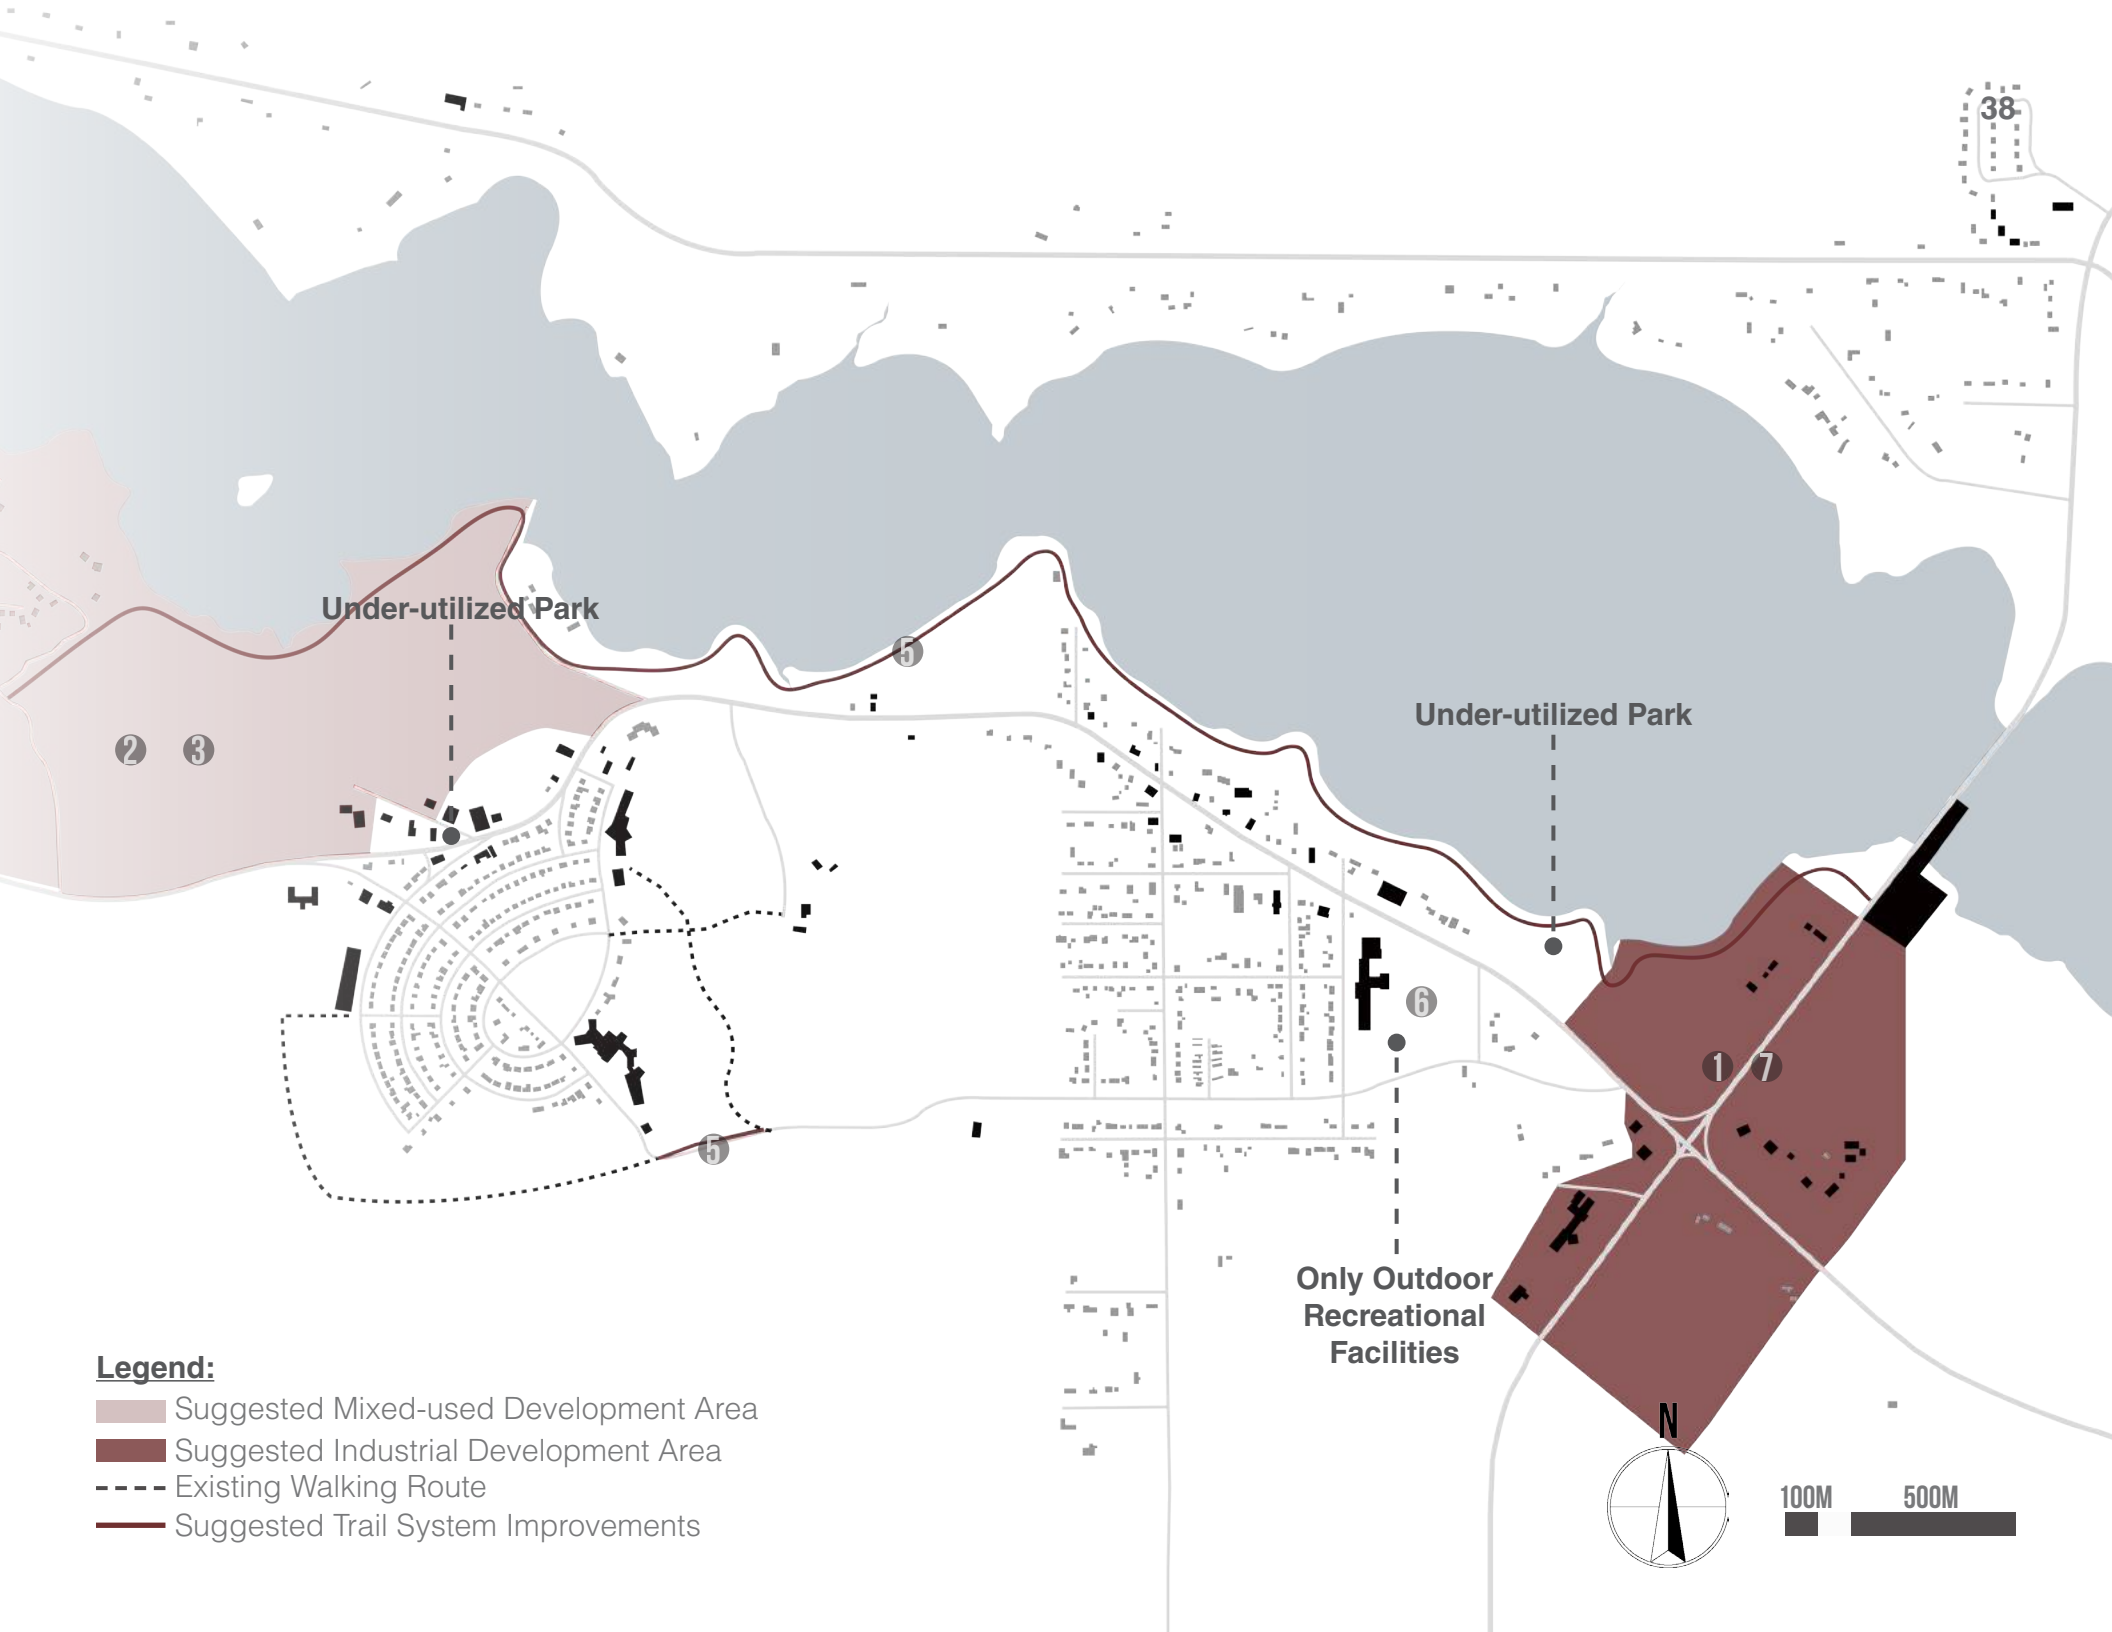 38
Under-utilized Park
5
Under-utilized Park
2 3
6
1 7
5
Only Outdoor
Recreational
Facilities
Legend:
Suggested Mixed-used Development Area
Suggested Industrial Development Area
Existing Walking Route
Suggested Trail System Improvements
N
100M 500M